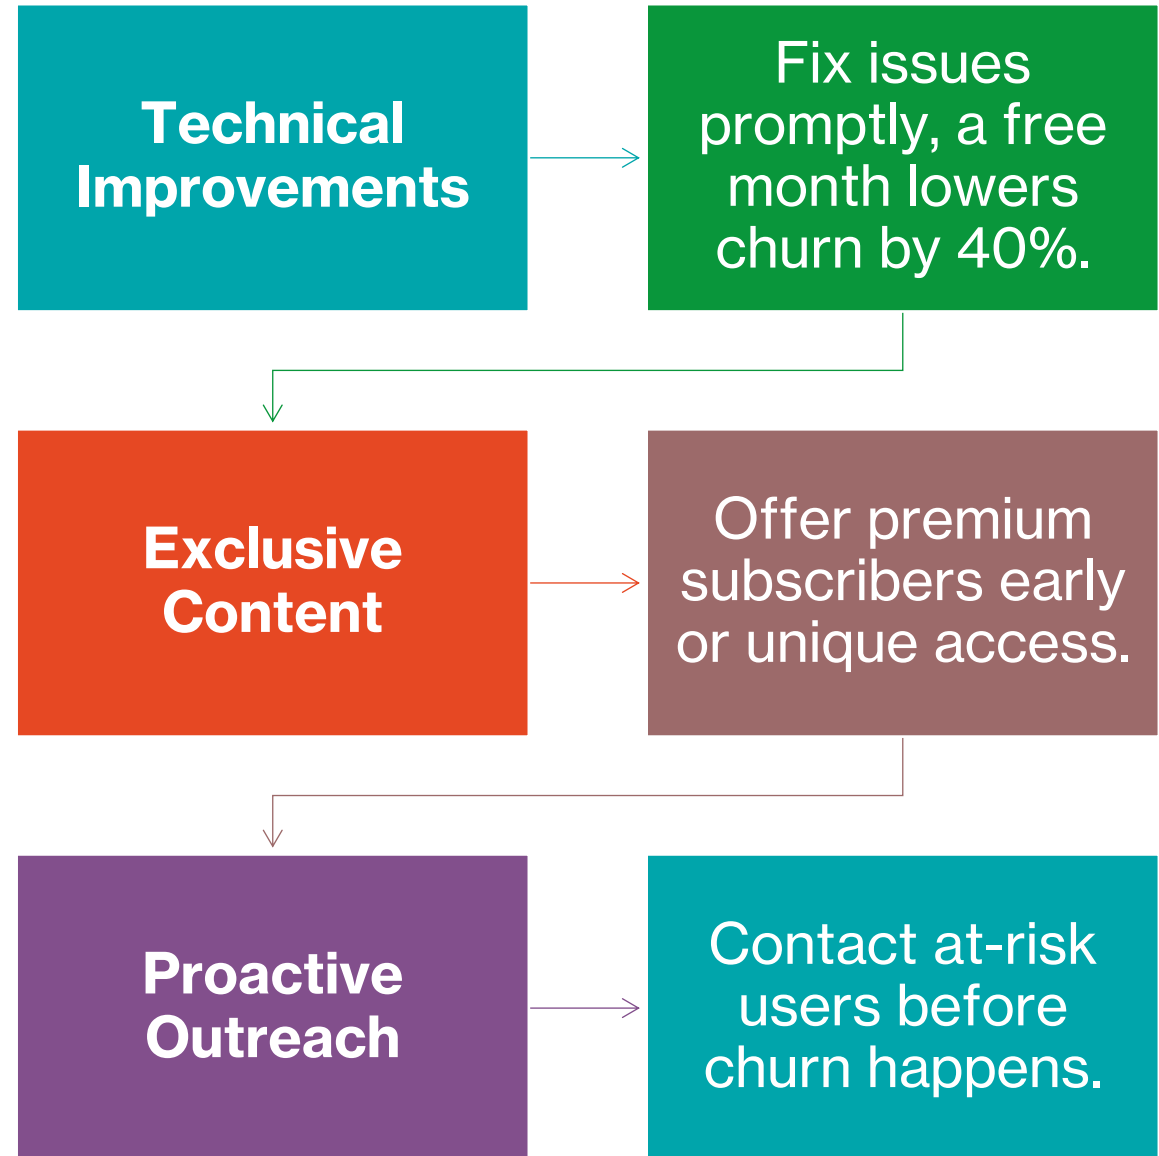 Technical
Improvements
Fix issues
promptly, a free
month lowers
churn by 40%.
Exclusive
Content
Offer premium
subscribers early
or unique access.
Proactive
Outreach
Contact at-risk
users before
churn happens.